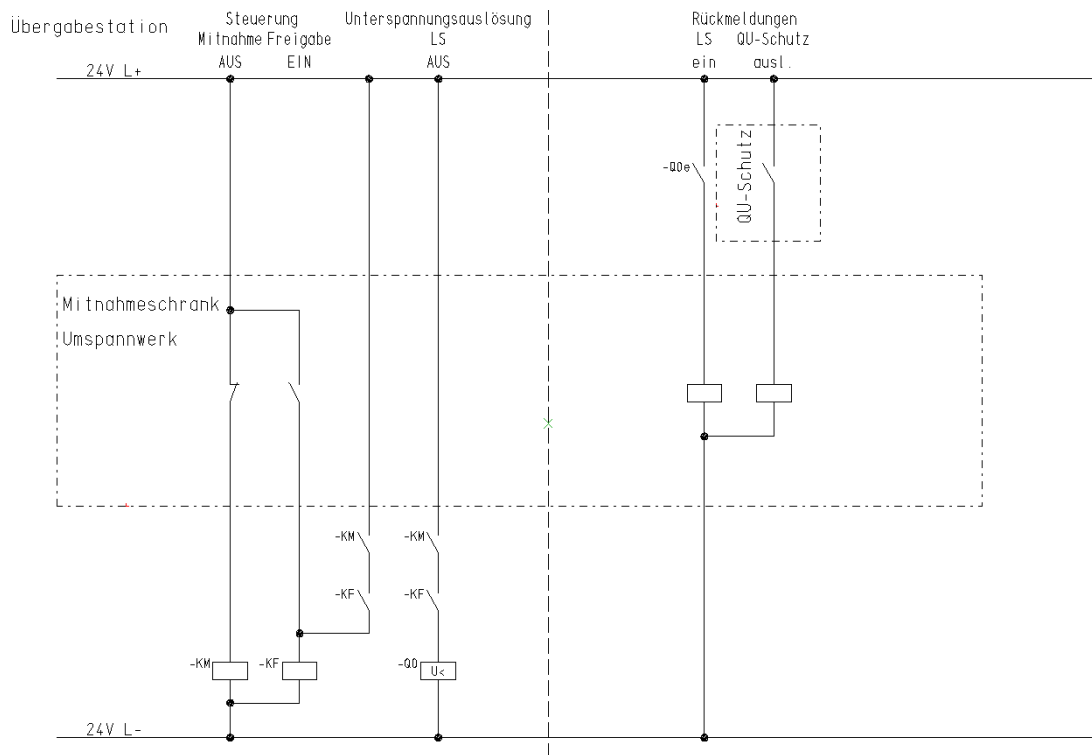 Übergabestation
Steuerung
Mitnahme Freigabe
AUS EIN
Unterspannungsauslösung
LS
AUS
Rückmeldungen
LS QU-Schutz
ein ausl.
24V L+
-Q0e
QU-Schutz
Mitnahmeschrank
Umspannwerk
-KM -KM
-KF -KF
-KM -KF -Q0 U<
24V L-